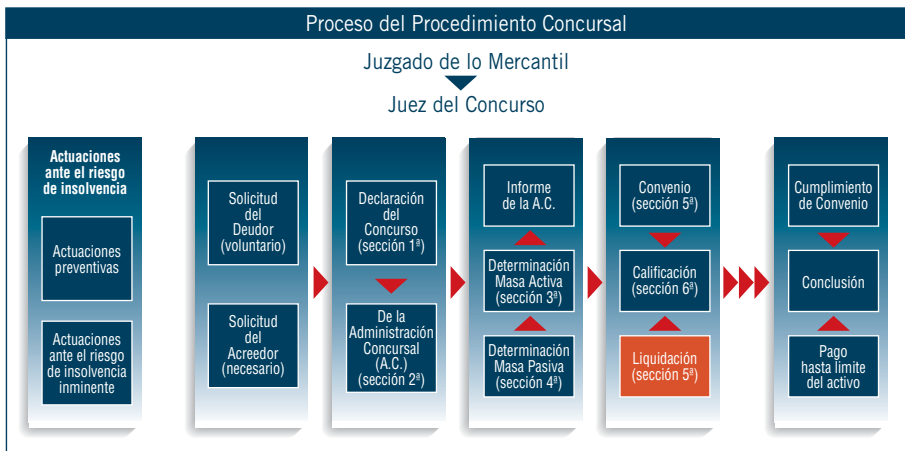 Proceso del Procedimiento Concursal
Juzgado de lo Mercantil
Juez del Concurso
Actuaciones
ante el riesgo
de insolvencia
Actuaciones
preventivas
Actuaciones
ante el riesgo
de insolvencia
inminente
Solicitud
del
Deudor
(voluntario)
Solicitud
del
Acreedor
(necesario)
Declaración
del
Concurso
(sección 1ª)
De la
Administración
Concursal
(A.C.)
(sección 2ª)
Informe
de la A.C.
Determinación
Masa Activa
(sección 3ª)
Determinación
Masa Pasiva
(sección 4ª)
Convenio
(sección 5ª)
Calificación
(sección 6ª)
Liquidación
(sección 5ª)
Cumplimiento
de Convenio
Conclusión
Pago
hasta límite
del activo